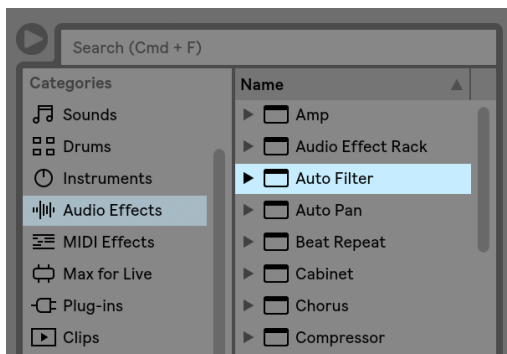 Search (Cmd + F)
Categories
Sounds
Drums
Instruments
Audio Effects
MIDI Effects
Max for Live
Plug-ins
Clips
Name
Amp
Audio Effect Rack
Auto Filter
Auto Pan
Beat Repeat
Cabinet
Chorus
Compressor